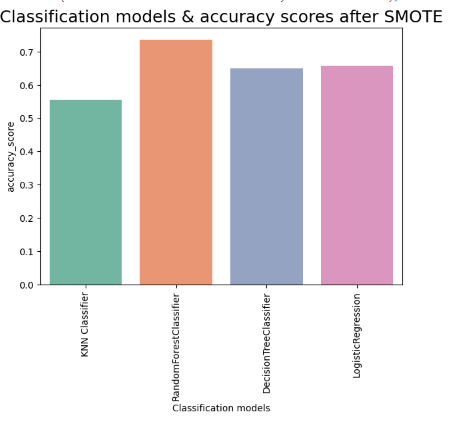 Classification models & accuracy scores after SMOTE
0.7
0.6
0.5
0.4
0.3
0.2
0.1
0.0
accuracy_score
KNN Classifier
RandomForestClassifier
DecisionTreeClassifier
LogisticRegression
Classification models